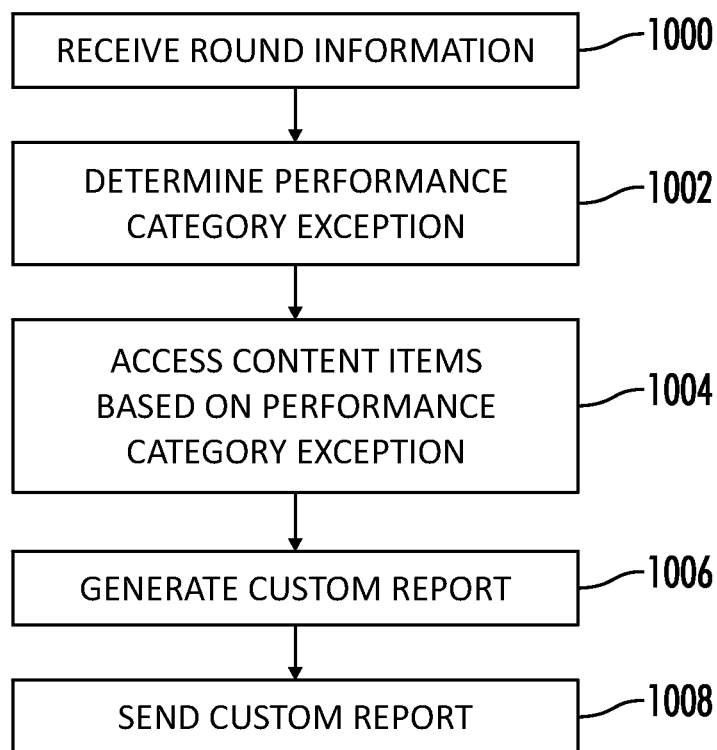 RECEIVE ROUND INFORMATION
1000
DETERMINE PERFORMANCE
CATEGORY EXCEPTION
1002
ACCESS CONTENT ITEMS
BASED ON PERFORMANCE
CATEGORY EXCEPTION
1004
GENERATE CUSTOM REPORT
1006
SEND CUSTOM REPORT
1008